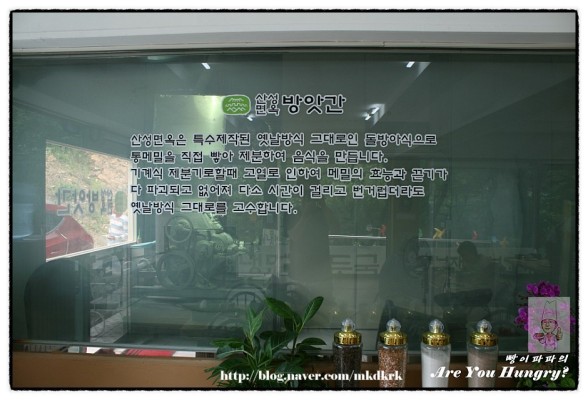 산성
면옥 방앗간
산성면옥은 특수제작된 옛날방식 그대로인 돌방아식으로
통메밀을 직접 빻아 제분하여 음식을 만듭니다.
기계식 제분기로할때 고열로 인하여 메밀의 효능과 끈기가
다 파괴되고 없어져 다소 시간이 걸리고 번거럽더라도
옛날방식 그대로를 고수합니다.
빵이파파의
Are You Hungry?
http://blog.naver.com/mkdkrk